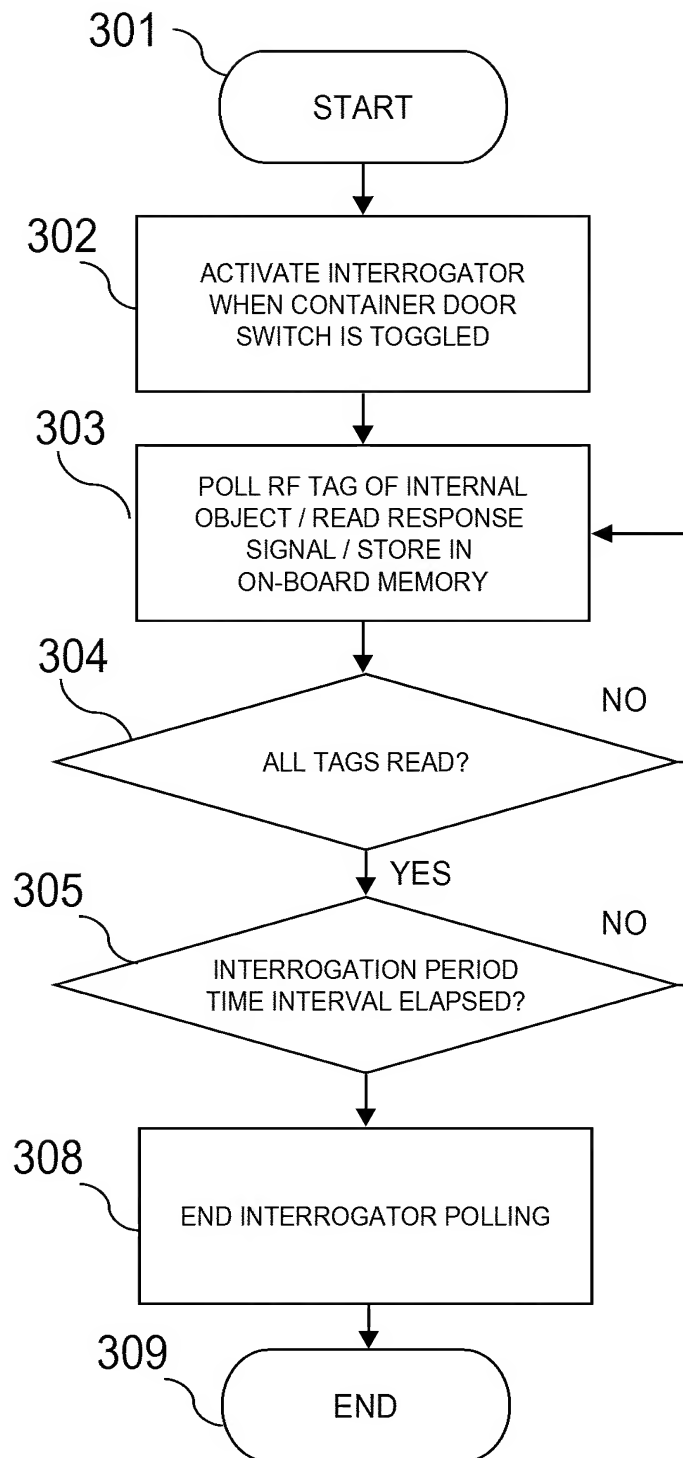 301
START
302
ACTIVATE INTERROGATOR
WHEN CONTAINER DOOR
SWITCH IS TOGGLED
303
POLL RF TAG OF INTERNAL
OBJECT / READ RESPONSE
SIGNAL / STORE IN
ON-BOARD MEMORY
304
NO
ALL TAGS READ?
YES
305
NO
INTERROGATION PERIOD
TIME INTERVAL ELAPSED?
308
END INTERROGATOR POLLING
309
END